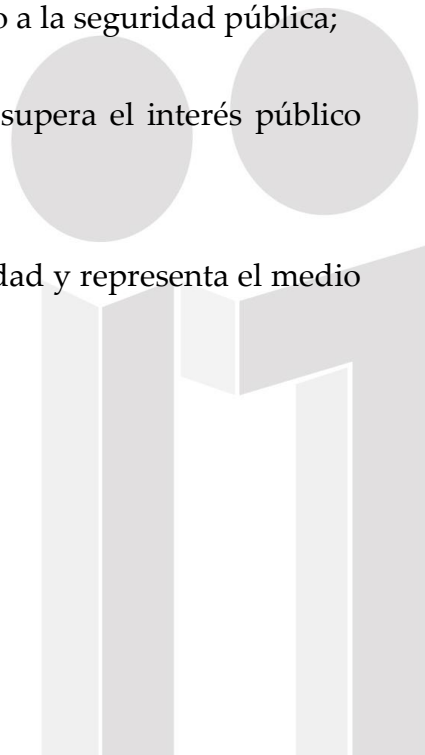 o a la seguridad pública;
supera el interés público
dad y representa el medio